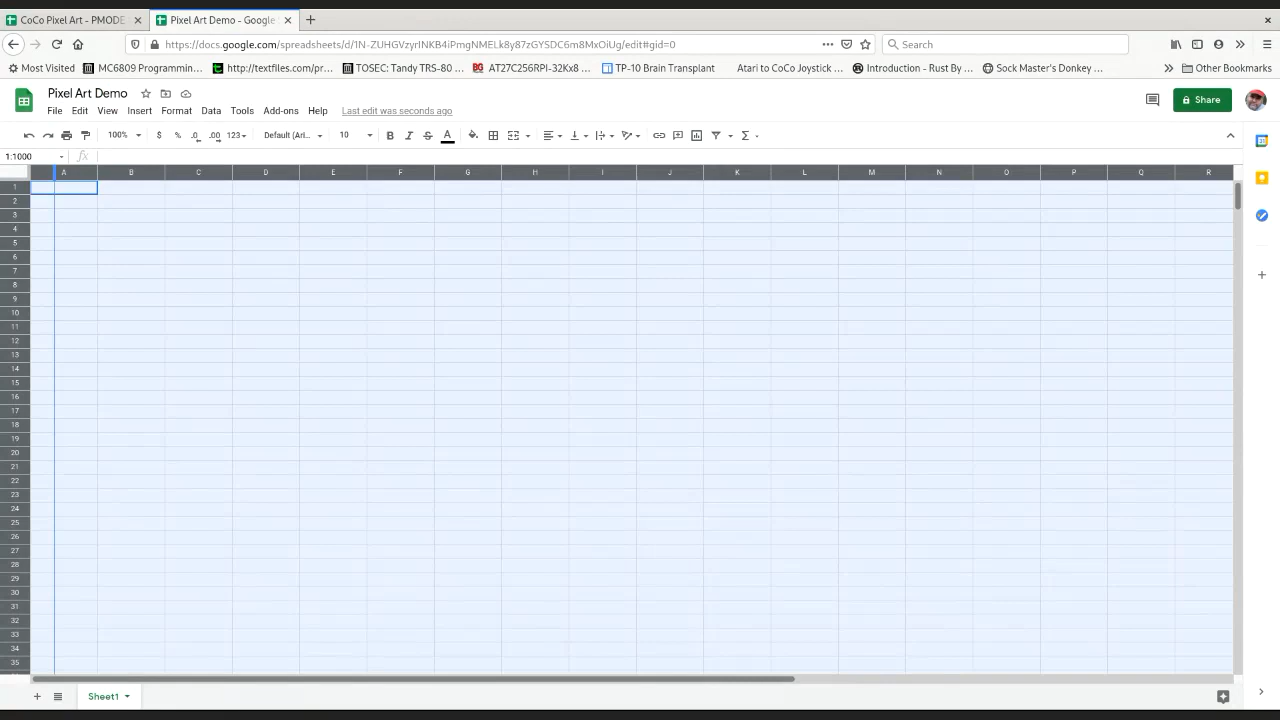 CoCo Pixel Art - PMODE
Pixel Art Demo - Google
https://docs.google.com/spreadsheets/d/1N-ZUHGVzyrINKB4iPmgNMELk8y87zGYSDC6m8MxOiUg/edit#gid=0
Search
Most Visited
MC6809 Programmin...
http://textfiles.com/pr...
TOSEC: Tandy TRS-80 ...
AT27C256RPI-32Kx8 ...
TP-10 Brain Transplant
Atari to CoCo Joystick ...
Introduction - Rust By ...
Sock Master's Donkey ...
Other Bookmarks
Pixel Art Demo
File Edit View Insert Format Data Tools Add-ons Help Last edit was seconds ago
Share
100% $ % .0 .00 123 Default (Ari... 10 B I S A Σ
1:1000 fx
A B C D E F G H I J K L M N O P Q R
1
2
3
4
5
6
7
8
9
10
11
12
13
14
15
16
17
18
19
20
21
22
23
24
25
26
27
28
29
30
31
32
33
34
35
Sheet1